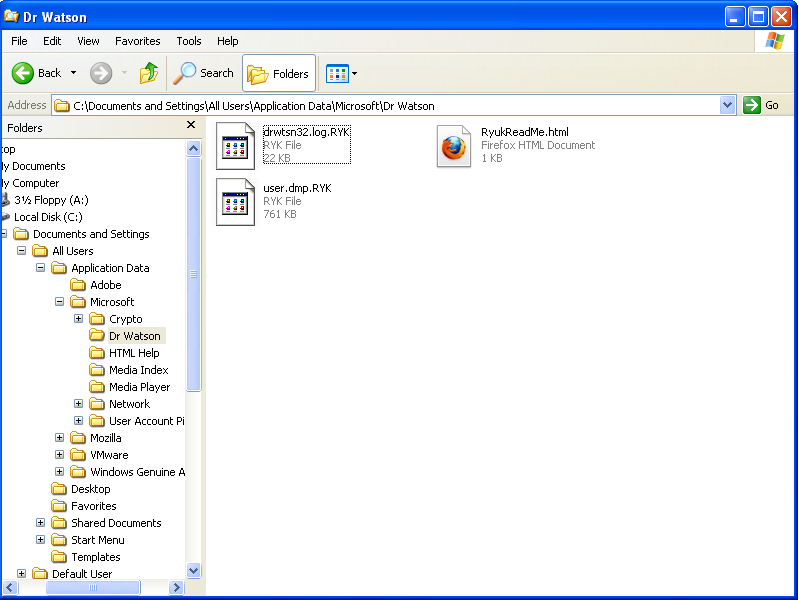 Dr Watson
File Edit View Favorites Tools Help
Back Search Folders
Address C:\Documents and Settings\All Users\Application Data\Microsoft\Dr Watson Go
Folders
top
My Documents
My Computer
3½ Floppy (A:)
Local Disk (C:)
Documents and Settings
All Users
Application Data
Adobe
Microsoft
Crypto
Dr Watson
HTML Help
Media Index
Media Player
Network
User Account Pi
Mozilla
VMware
Windows Genuine A
Desktop
Favorites
Shared Documents
Start Menu
Templates
Default User
drwtsn32.log.RYK
RYK File
22 KB
RyukReadMe.html
Firefox HTML Document
1 KB
user.dmp.RYK
RYK File
761 KB